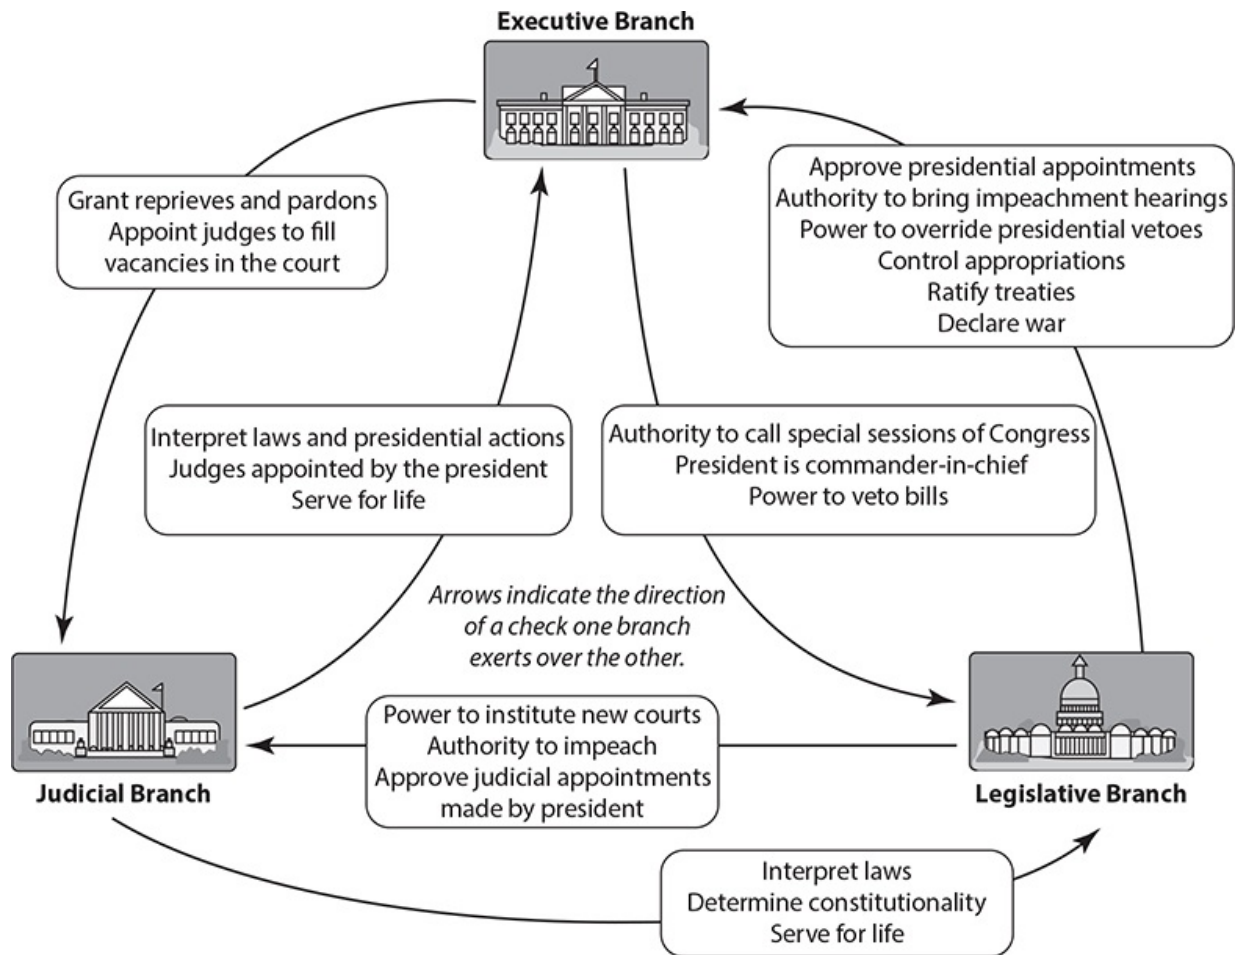 Executive Branch
Grant reprieves and pardons
Appoint judges to fill
vacancies in the court
Approve presidential appointments
Authority to bring impeachment hearings
Power to override presidential vetoes
Control appropriations
Ratify treaties
Declare war
Interpret laws and presidential actions
Judges appointed by the president
Serve for life
Authority to call special sessions of Congress
President is commander-in-chief
Power to veto bills
Arrows indicate the direction
of a check one branch
exerts over the other.
Judicial Branch
Power to institute new courts
Authority to impeach
Approve judicial appointments
made by president
Legislative Branch
Interpret laws
Determine constitutionality
Serve for life